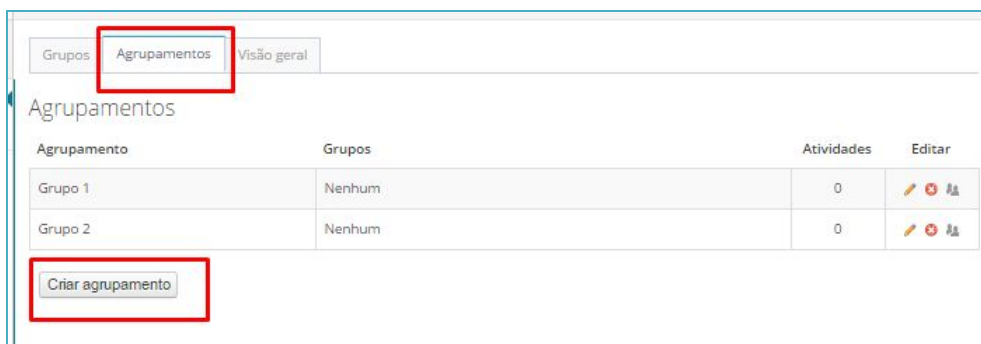 Grupos Agrupamentos Visão geral
Agrupamentos
Agrupamento Grupos Atividades Editar
Grupo 1 Nenhum 0
Grupo 2 Nenhum 0
Criar agrupamento